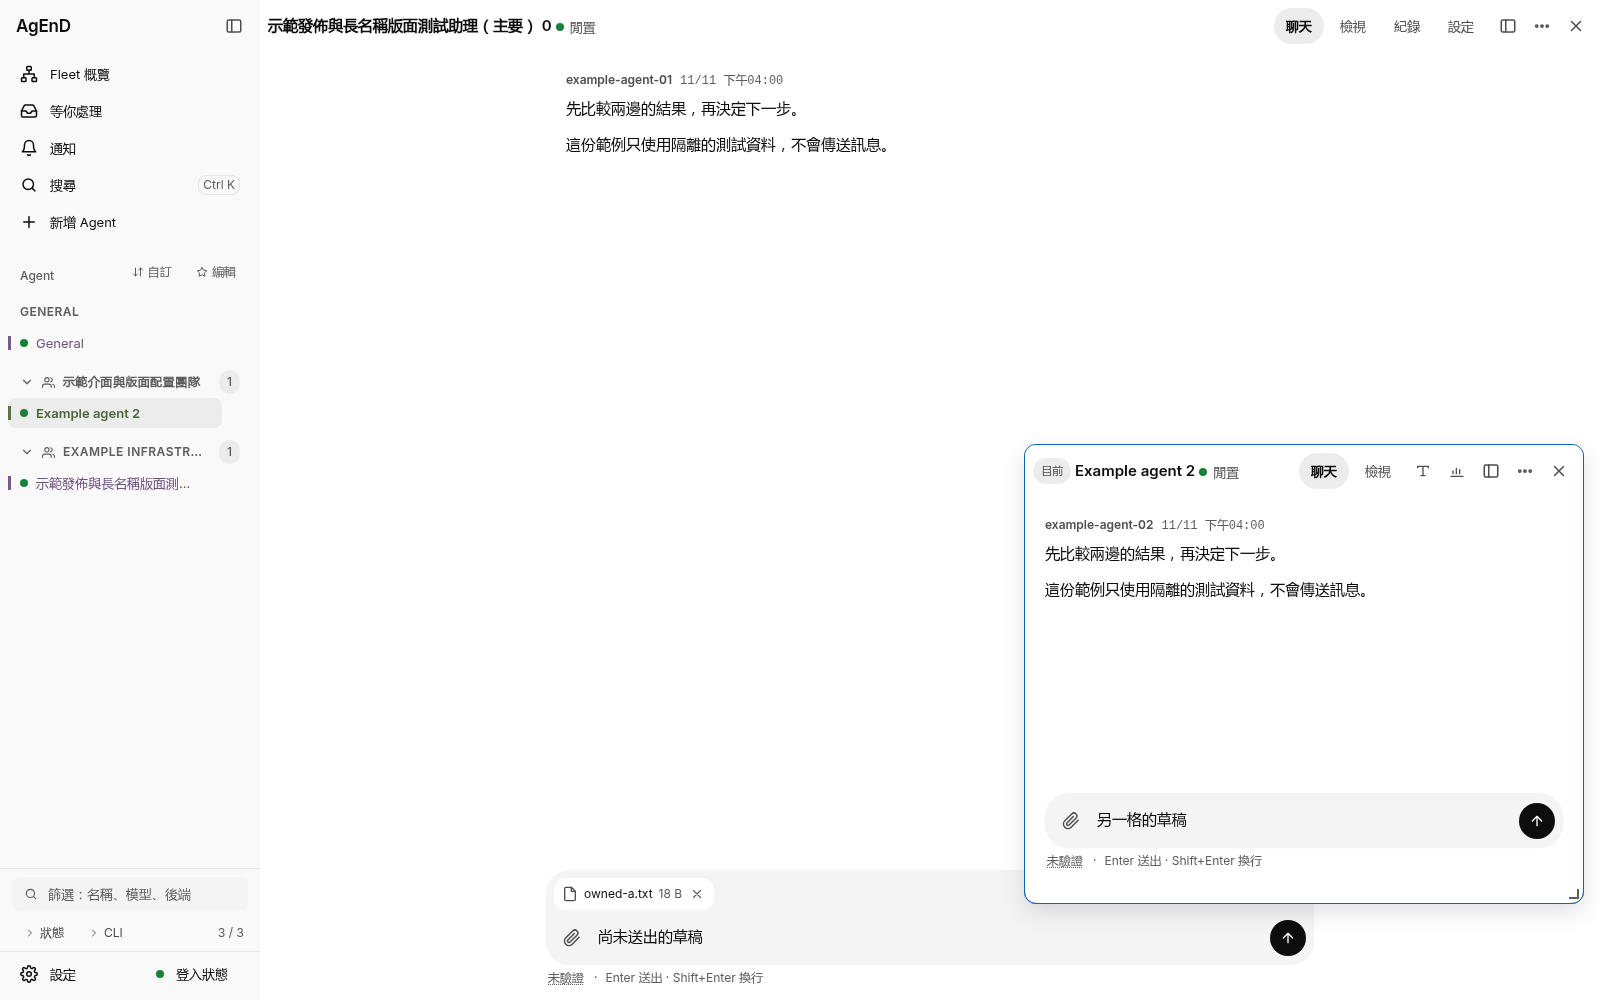 AgEnD
Fleet 概覽
等你處理
通知
搜尋 Ctrl K
新增 Agent
Agent 自訂 編輯
GENERAL
General
示範介面與版面配置團隊 1
Example agent 2
EXAMPLE INFRASTR... 1
示範發佈與長名稱版面測...
篩選：名稱、模型、後端
狀態 CLI 3 / 3
設定 登入狀態
示範發佈與長名稱版面測試助理（主要）0 閒置 聊天 檢視 紀錄 設定
example-agent-01 11/11 下午04:00
先比較兩邊的結果，再決定下一步。
這份範例只使用隔離的測試資料，不會傳送訊息。
owned-a.txt 18 B
尚未送出的草稿
未驗證 · Enter 送出 · Shift+Enter 換行
目前 Example agent 2 閒置 聊天 檢視
example-agent-02 11/11 下午04:00
先比較兩邊的結果，再決定下一步。
這份範例只使用隔離的測試資料，不會傳送訊息。
另一格的草稿
未驗證 · Enter 送出 · Shift+Enter 換行